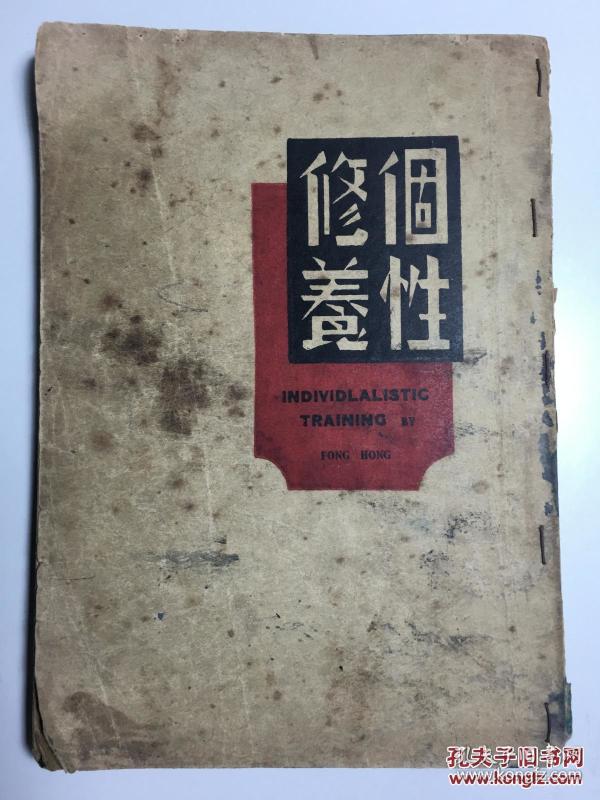 個性
修養
INDIVIDLALISTIC
TRAINING BY
FONG HONG
孔夫子旧书网
www.kongfz.com